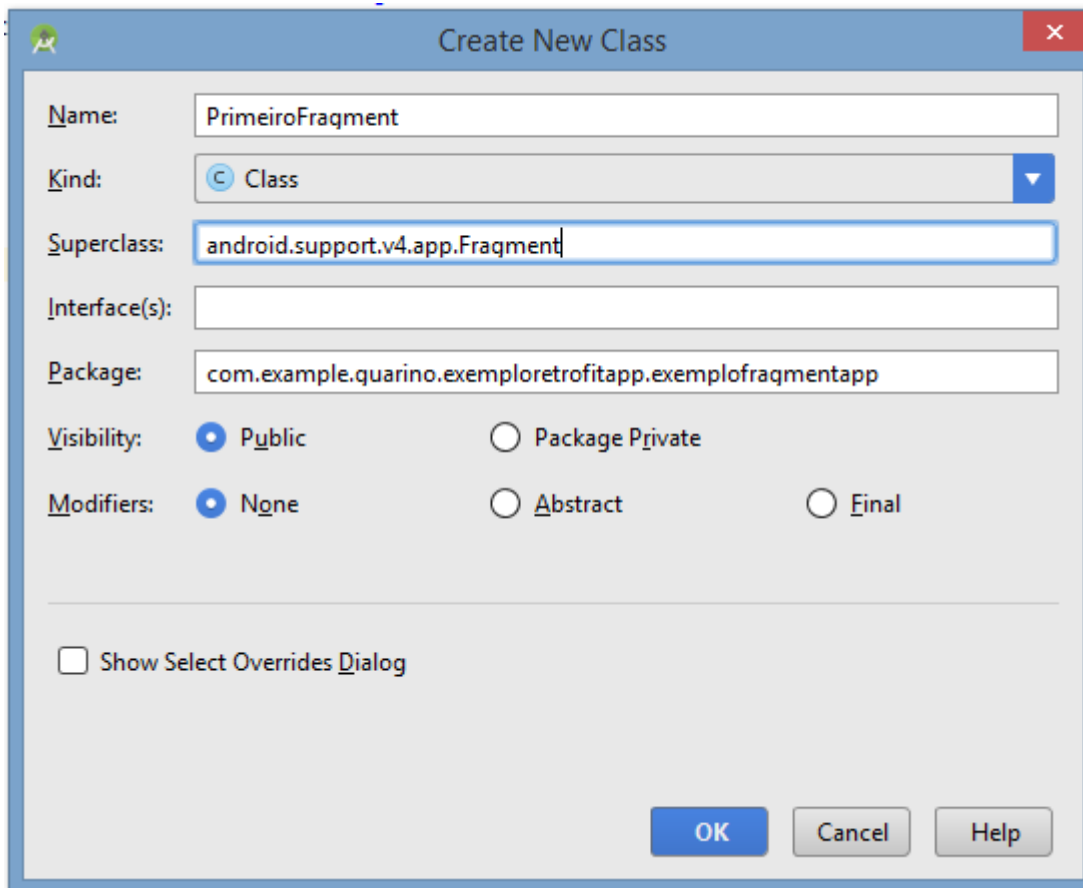 Create New Class
Name: PrimeiroFragment
Kind: C Class
Superclass: android.support.v4.app.Fragment
Interface(s):
Package: com.example.guarino.exemploretrofitapp.exemplofragmentapp
Visibility: Public Package Private
Modifiers: None Abstract Final
Show Select Overrides Dialog
OK Cancel Help